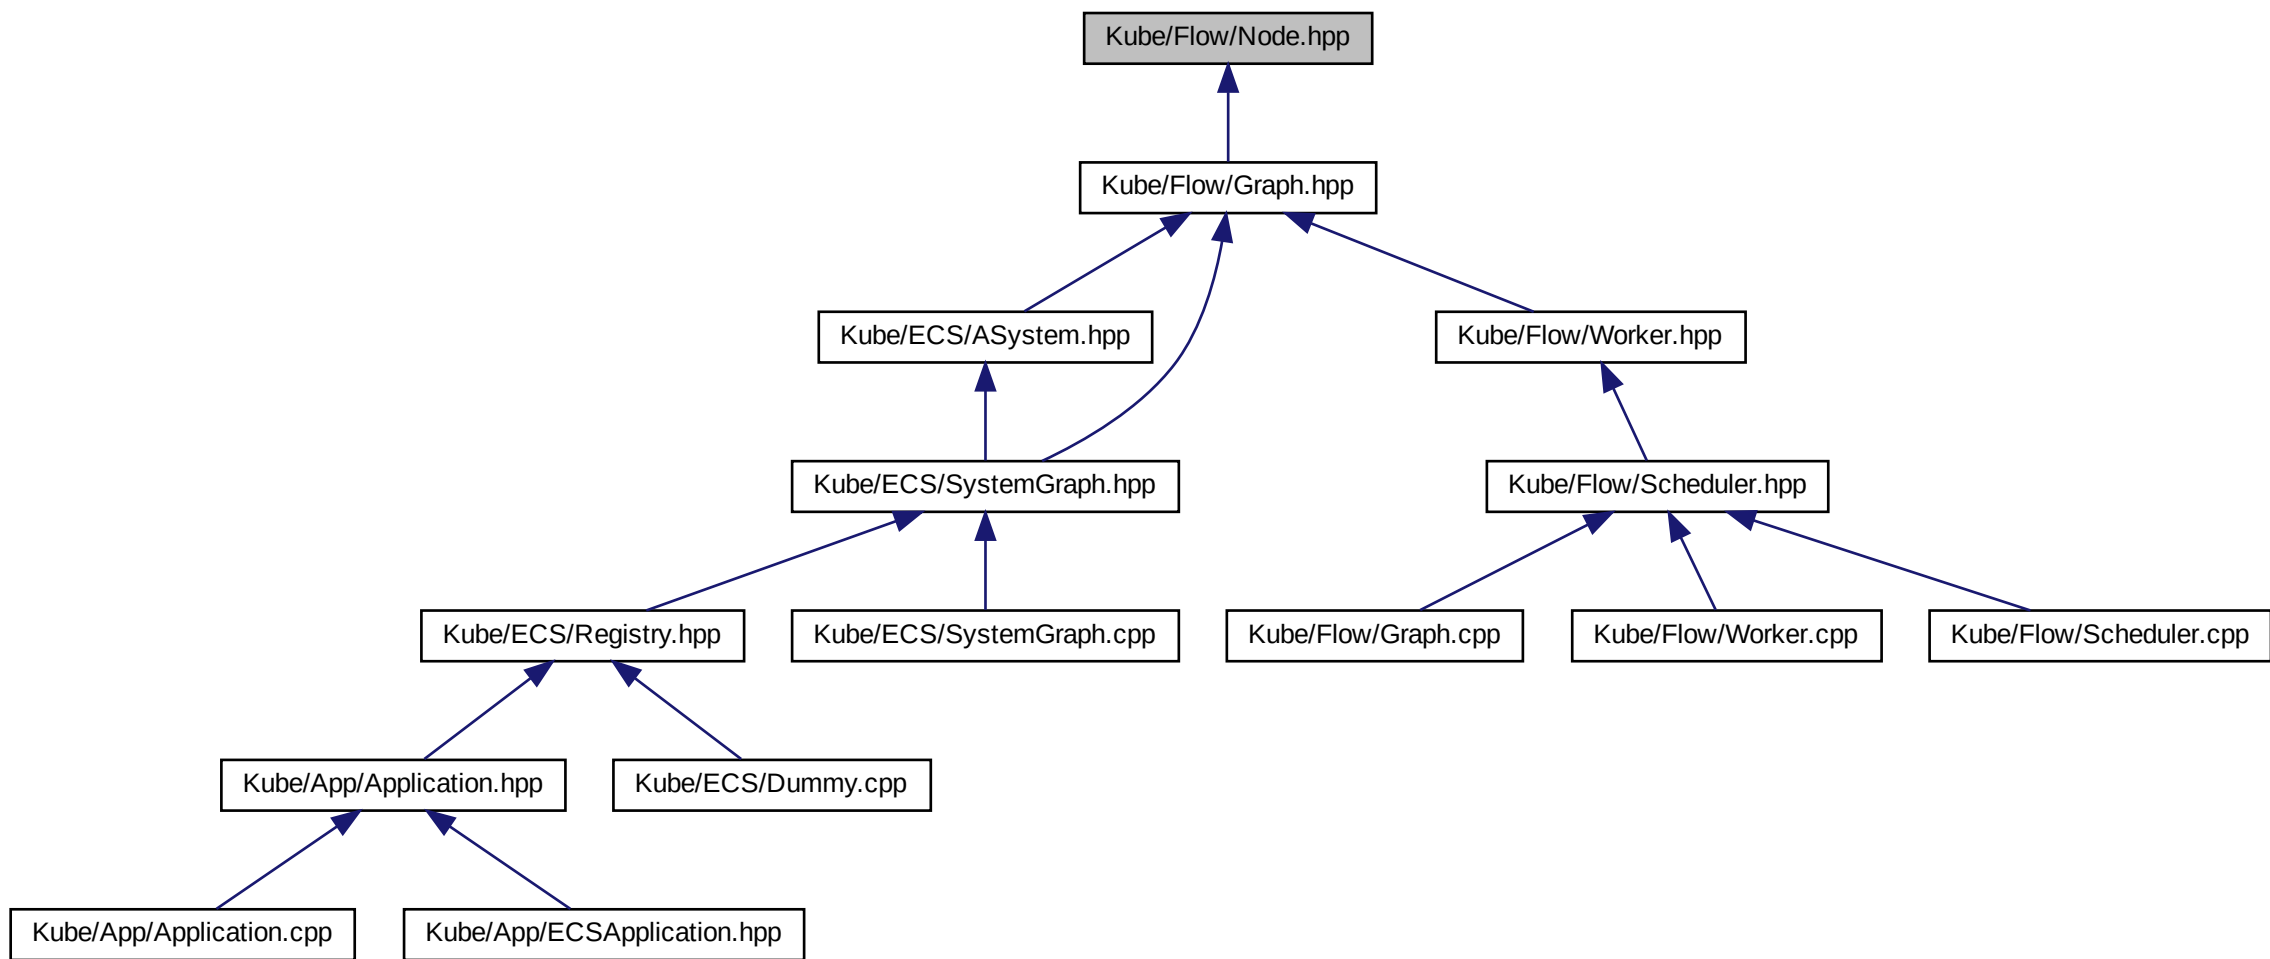 Kube/Flow/Node.hpp
Kube/Flow/Graph.hpp
Kube/ECS/ASystem.hpp
Kube/Flow/Worker.hpp
Kube/ECS/SystemGraph.hpp
Kube/Flow/Scheduler.hpp
Kube/ECS/Registry.hpp
Kube/ECS/SystemGraph.cpp
Kube/Flow/Graph.cpp
Kube/Flow/Worker.cpp
Kube/Flow/Scheduler.cpp
Kube/App/Application.hpp
Kube/ECS/Dummy.cpp
Kube/App/Application.cpp
Kube/App/ECSApplication.hpp